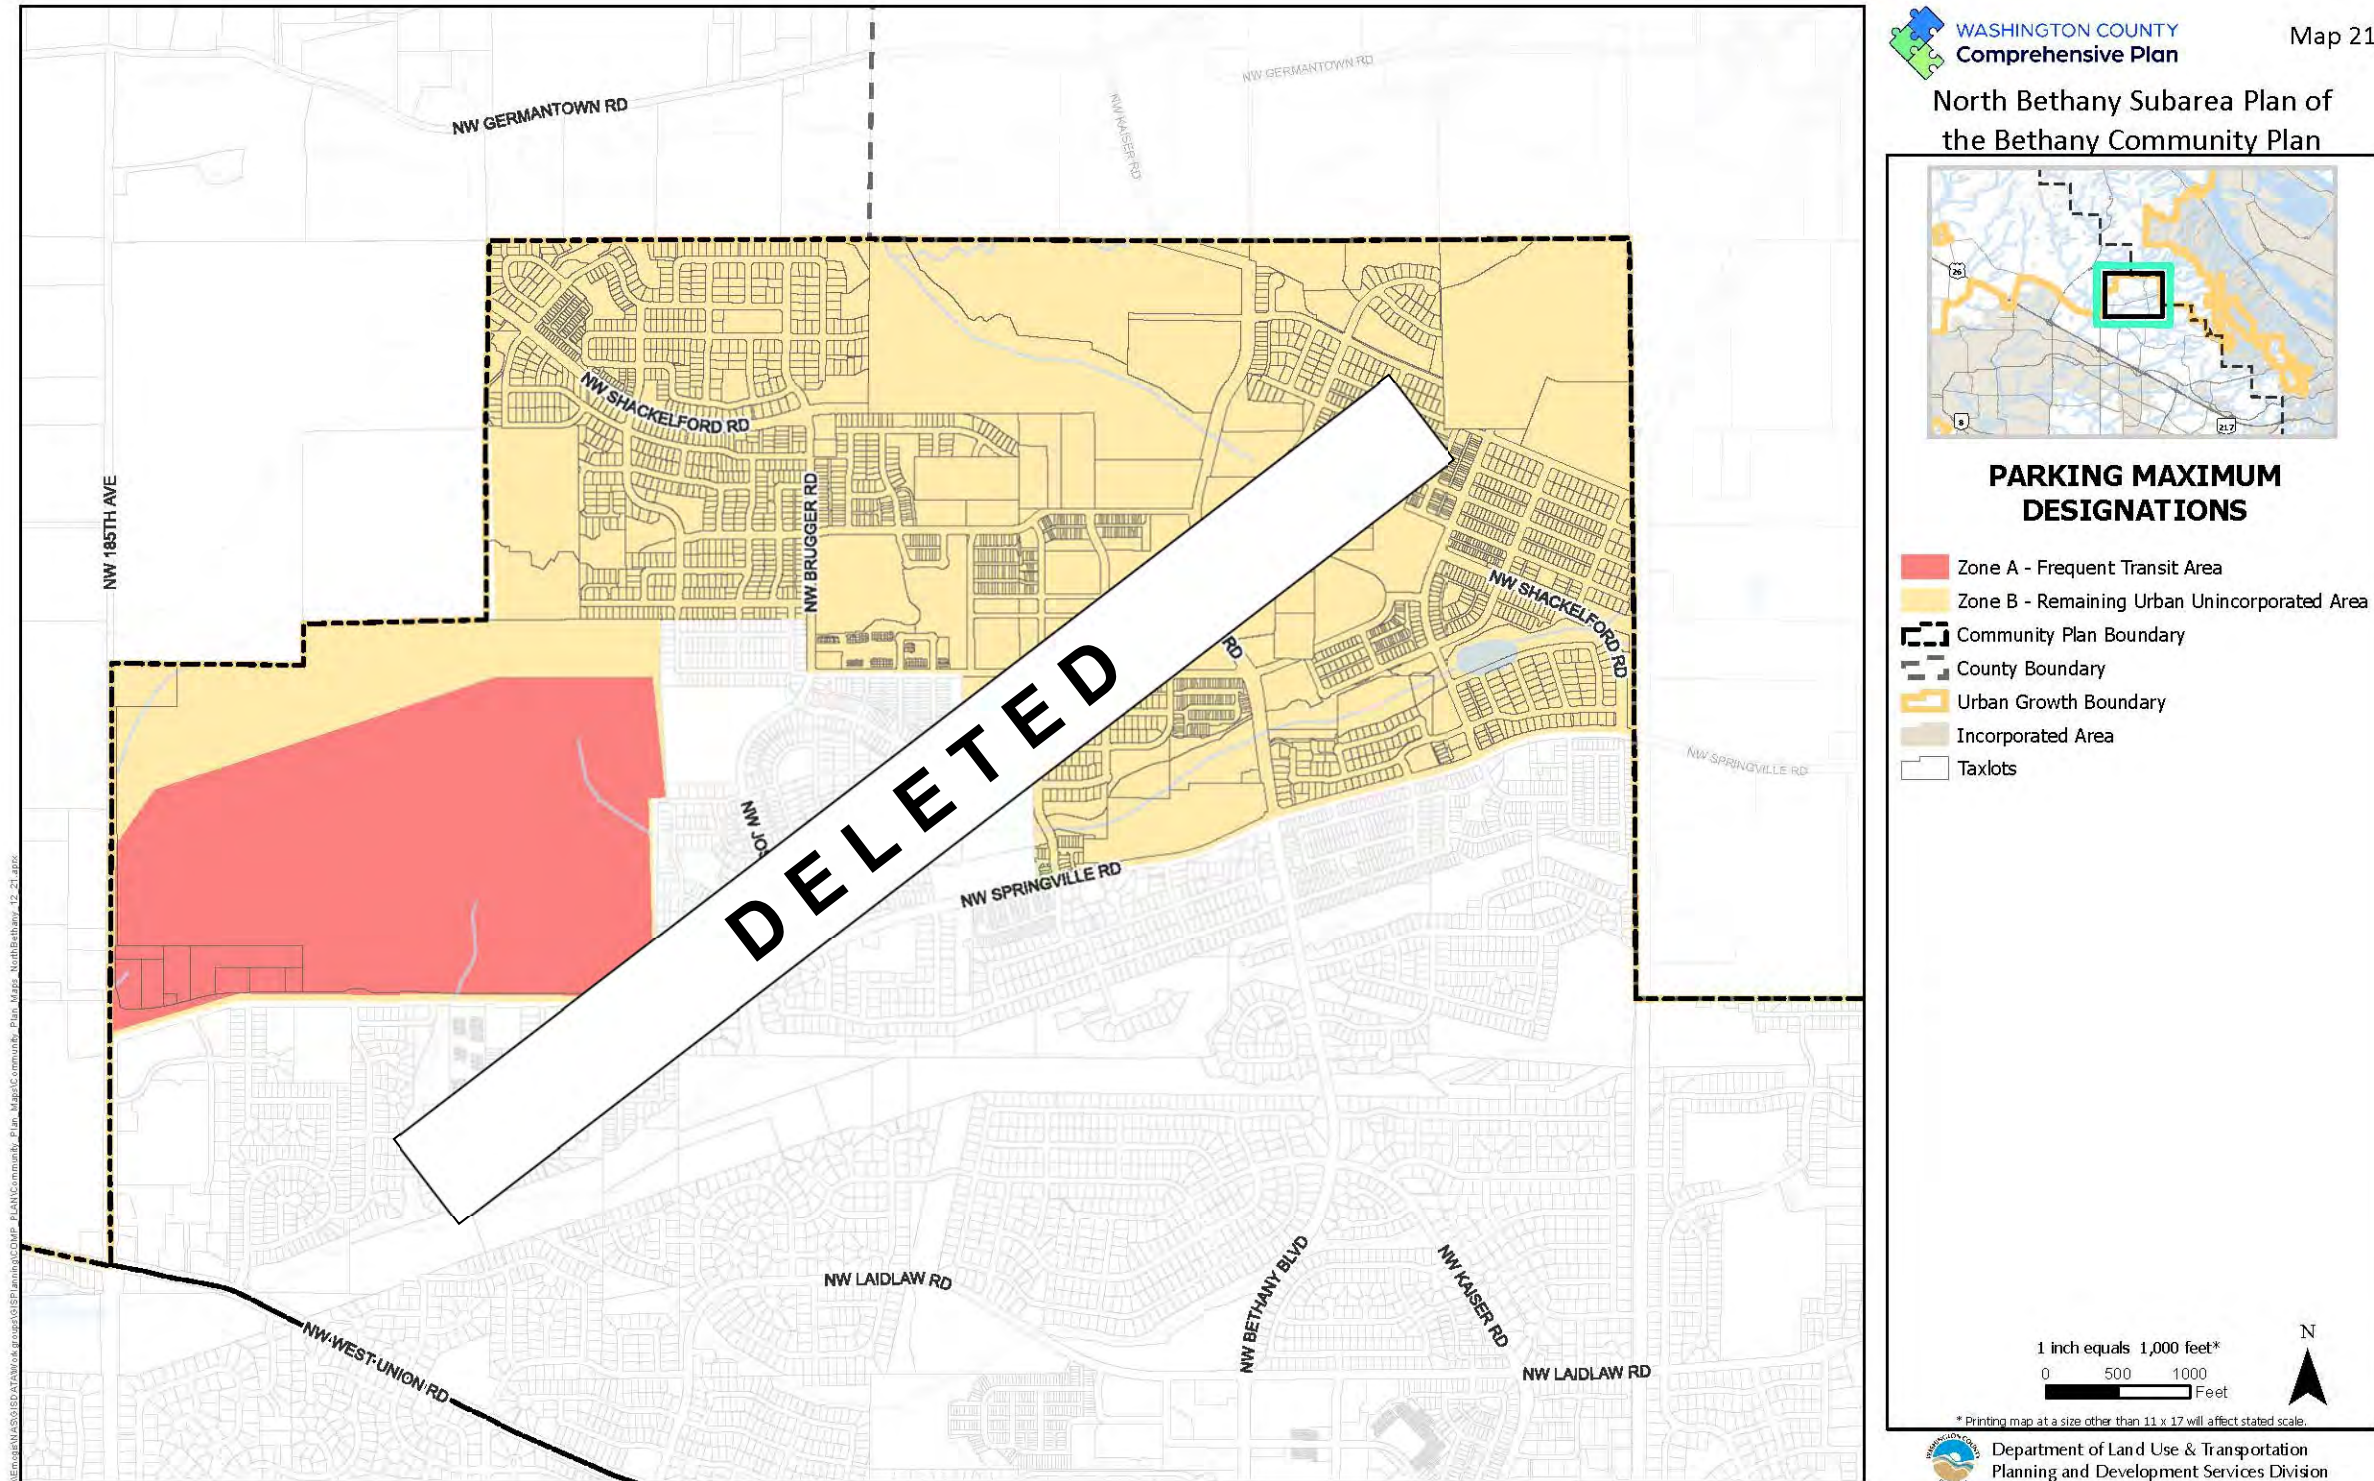 WASHINGTON COUNTY
Comprehensive Plan
Map 21
North Bethany Subarea Plan of
the Bethany Community Plan
26
8
217
PARKING MAXIMUM
DESIGNATIONS
Zone A - Frequent Transit Area
Zone B - Remaining Urban Unincorporated Area
Community Plan Boundary
County Boundary
Urban Growth Boundary
Incorporated Area
Taxlots
NW GERMANTOWN RD
NW GERMANTOWN RD
NW KAISER RD
NW 185TH AVE
NW SHACKELFORD RD
NW BRUGGER RD
NW SHACKELFORD RD
RD
NW SPRINGVILLE RD
NW JOS
DELETED
NW SPRINGVILLE RD
NW LAIDLAW RD
NW BETHANY BLVD
NW KAISER RD
NW WEST UNION RD
NW LAIDLAW RD
1 inch equals 1,000 feet*
N
0 500 1000
Feet
* Printing map at a size other than 11 x 17 will affect stated scale.
Department of Land Use & Transportation
Planning and Development Services Division